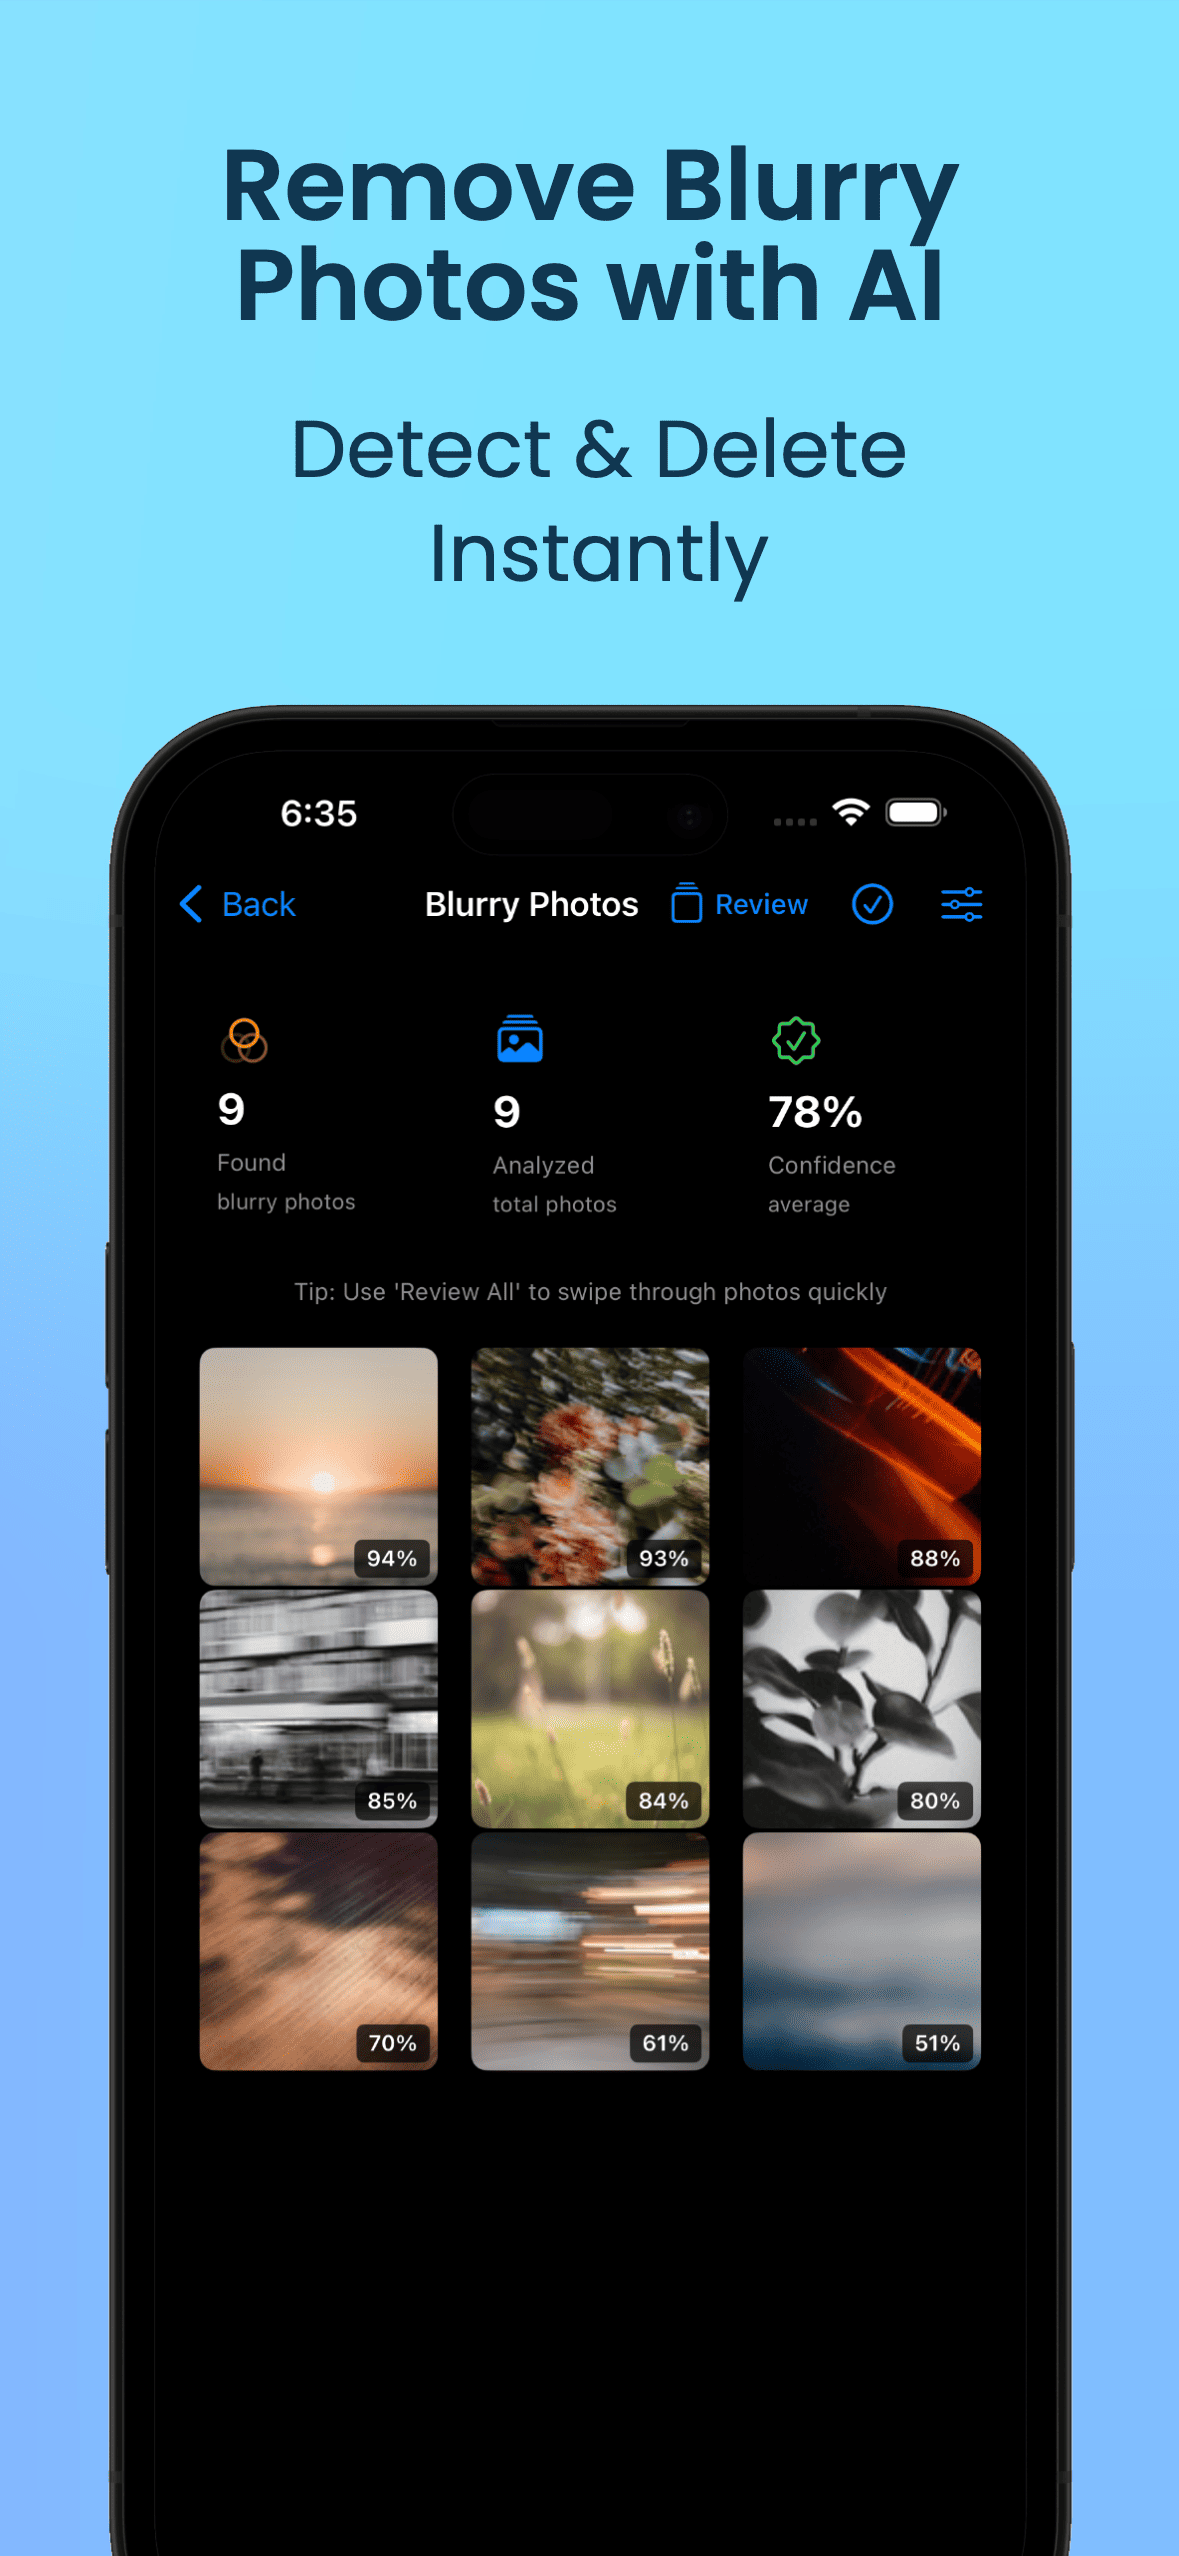 Remove Blurry
Photos with AI
Detect & Delete
Instantly
6:35
Back
Blurry Photos
Review
9
Found
blurry photos
9
Analyzed
total photos
78%
Confidence
average
Tip: Use 'Review All' to swipe through photos quickly
94%
93%
88%
85%
84%
80%
70%
61%
51%